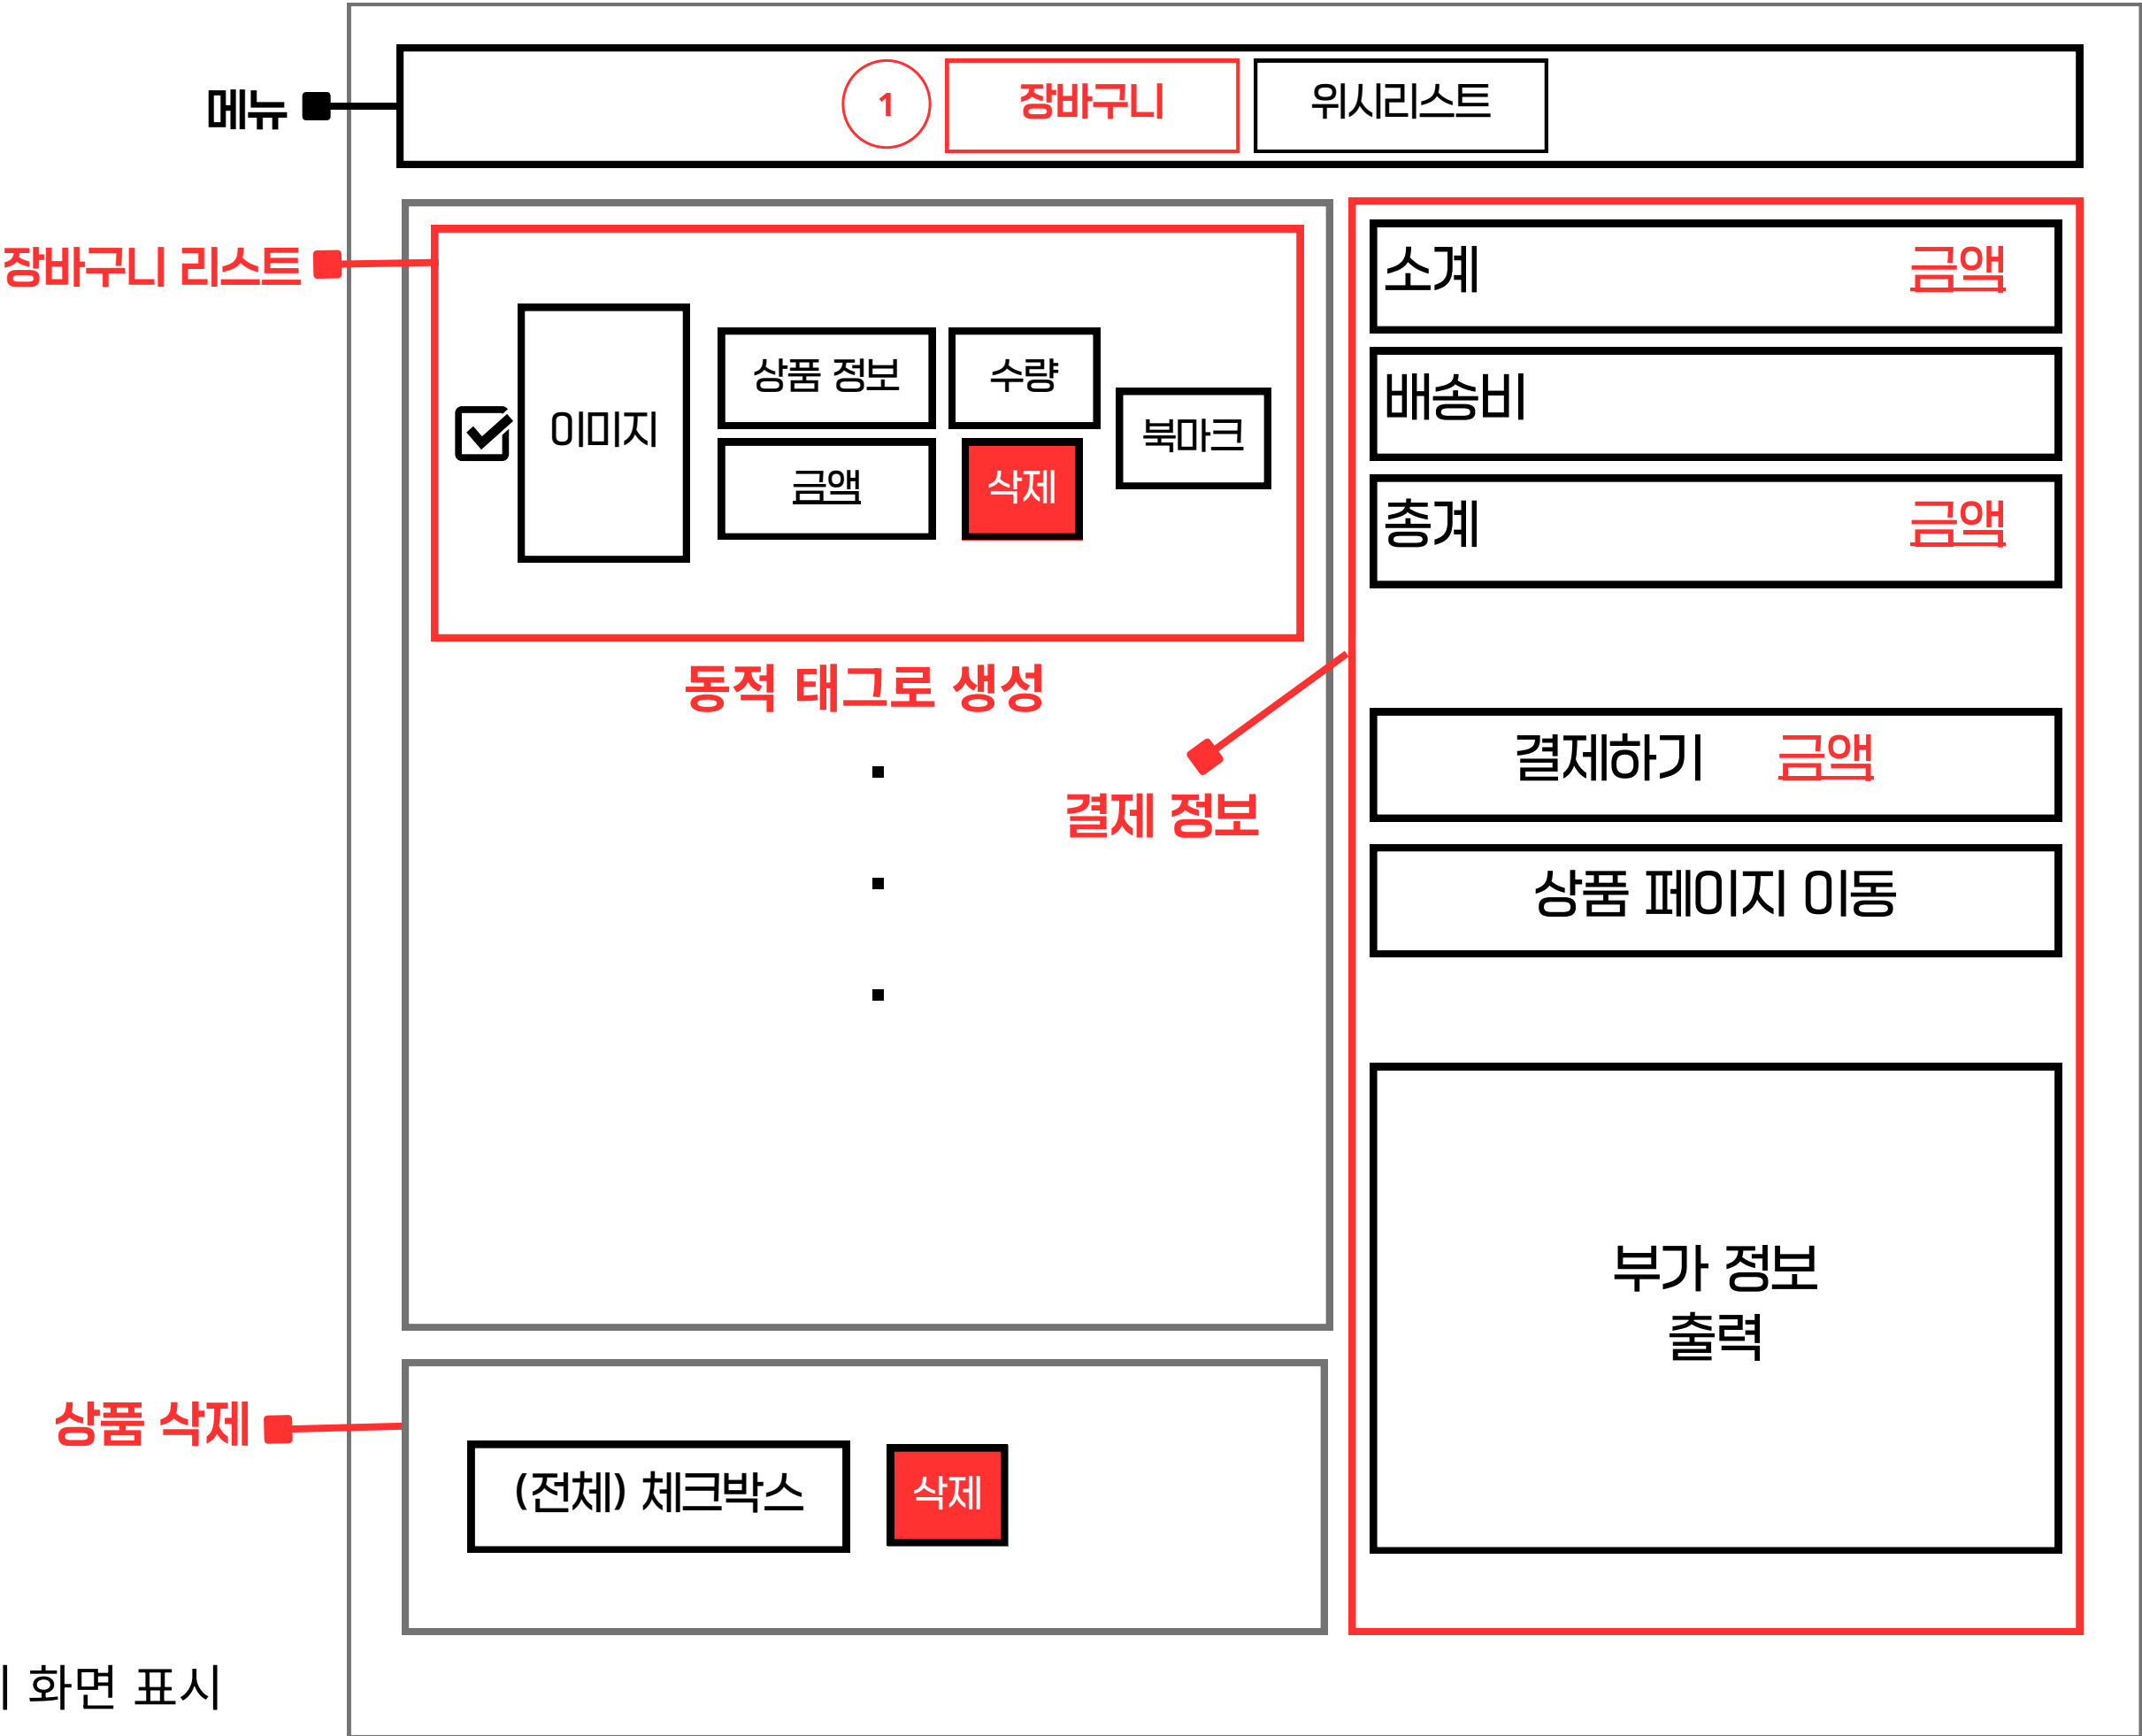 메뉴
1
장바구니
위시리스트
장바구니 리스트
이미지
상품 정보
수량
금액
삭제
북마크
동적 태그로 생성
소계
금액
배송비
총계
금액
결제 정보
결제하기
금액
상품 페이지 이동
부가 정보
출력
상품 삭제
(전체) 체크박스
삭제
화면 표시